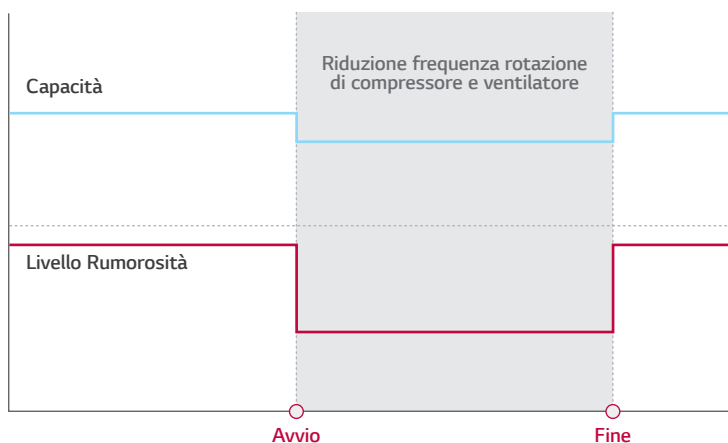 Riduzione frequenza rotazione
di compressore e ventilatore
Capacità
Livello Rumorosità
Avvio
Fine